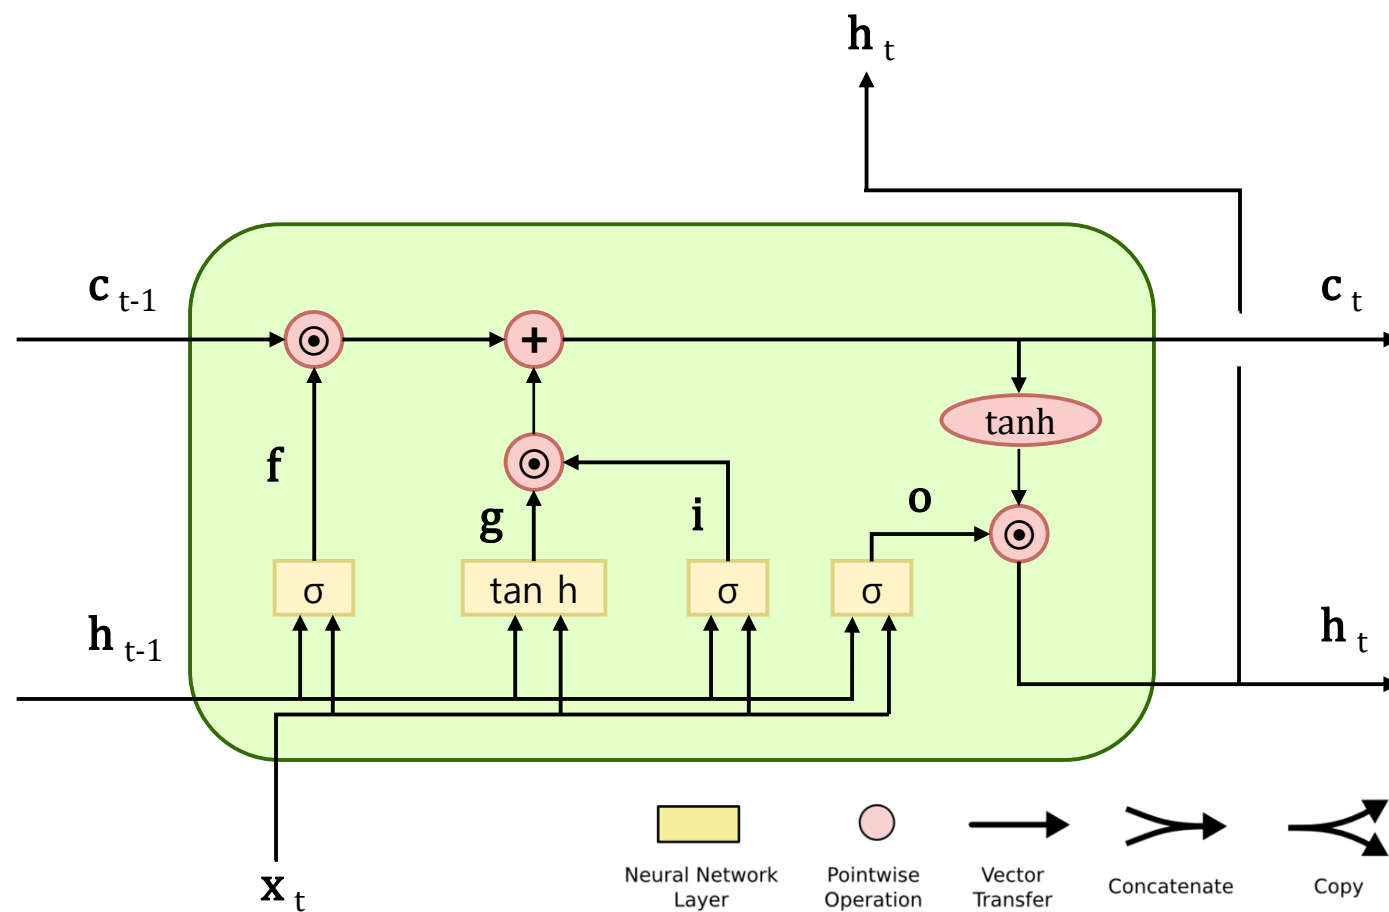 h t
c t-1
c t
⊙
+
tanh
f
⊙
g
i
o
⊙
σ
tan h
σ
σ
h t-1
h t
x t
Neural Network
Layer
Pointwise
Operation
Vector
Transfer
Concatenate
Copy